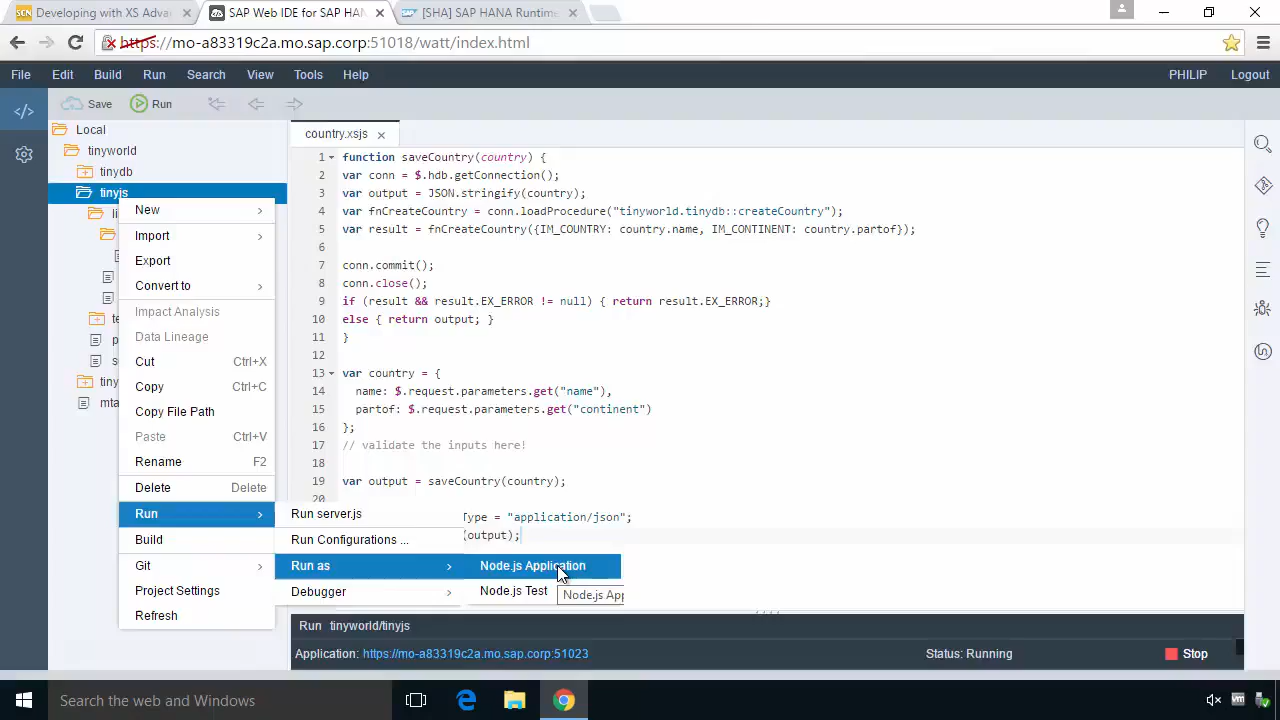 Developing with XS Adva
SAP Web IDE for SAP HAN
[SHA] SAP HANA Runtime
https://mo-a83319c2a.mo.sap.corp:51018/watt/index.html
File Edit Build Run Search View Tools Help PHILIP Logout
Save Run
Local
tinyworld
tinydb
tinyjs
country.xsjs
1 function saveCountry(country) {
2 var conn = $.hdb.getConnection();
3 var output = JSON.stringify(country);
4 var fnCreateCountry = conn.loadProcedure("tinyworld.tinydb::createCountry");
5 var result = fnCreateCountry({IM_COUNTRY: country.name, IM_CONTINENT: country.partof});
6
7 conn.commit();
8 conn.close();
9 if (result && result.EX_ERROR != null) { return result.EX_ERROR;}
10 else { return output; }
11 }
12
13 var country = {
14 name: $.request.parameters.get("name"),
15 partof: $.request.parameters.get("continent")
16 };
17 // validate the inputs here!
18
19 var output = saveCountry(country);
20
Type = "application/json";
(output);
li
te
p
s
tiny
mta
New
Import
Export
Convert to
Impact Analysis
Data Lineage
Cut Ctrl+X
Copy Ctrl+C
Copy File Path
Paste Ctrl+V
Rename F2
Delete Delete
Run
Build
Git
Project Settings
Refresh
Run server.js
Run Configurations ...
Run as
Debugger
Node.js Application
Node.js Test
Node.js App
Run tinyworld/tinyjs
Application: https://mo-a83319c2a.mo.sap.corp:51023 Status: Running Stop
Search the web and Windows